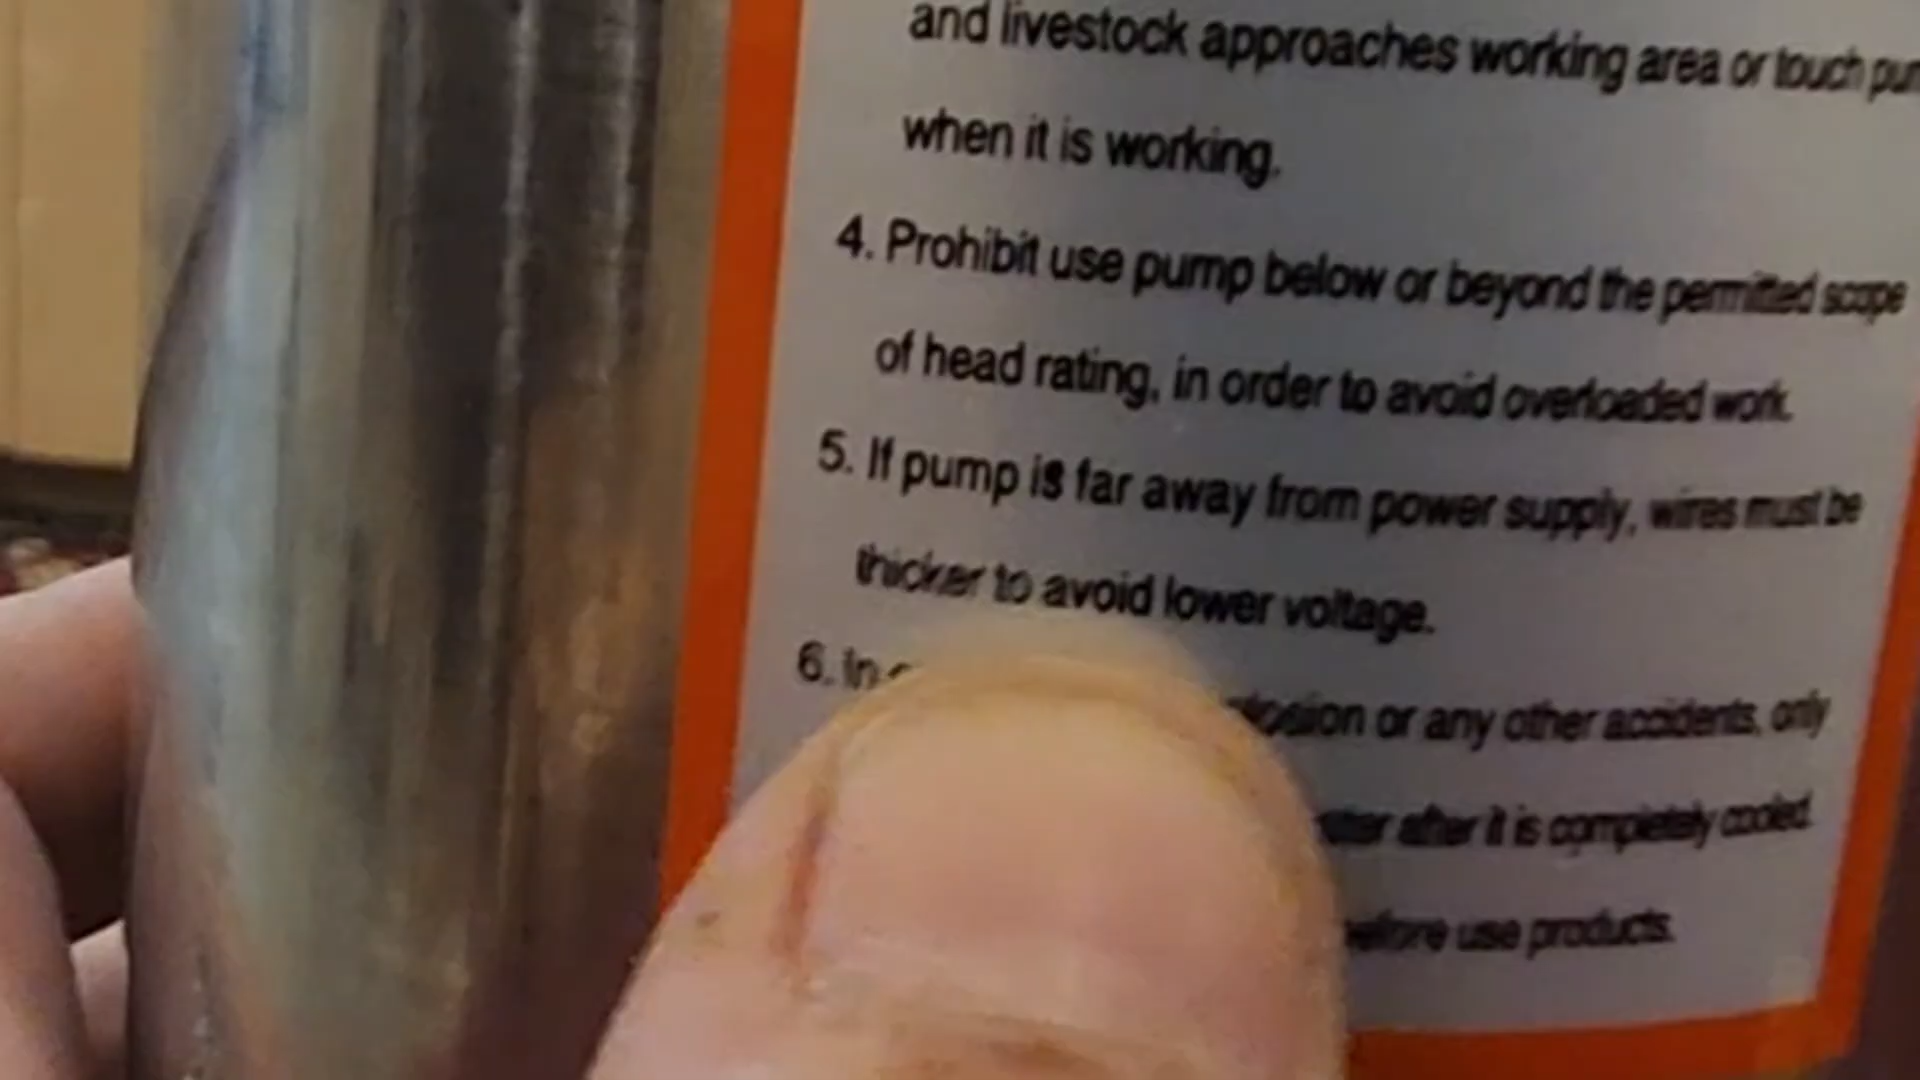 and livestock approaches working area or touch
when it is working.
4. Prohibit use pump below or beyond the permitted scope
of head rating, in order to avoid overloaded work.
5. If pump is far away from power supply, wires must be
thicker to avoid lower voltage.
6. In or any other accidents, only
after it is completely cooled.
use products.